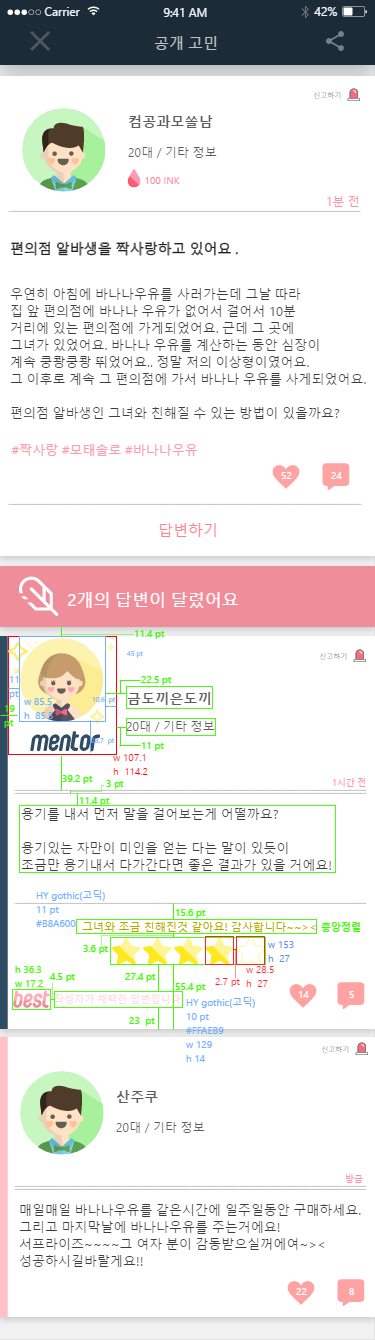 Carrier 9:41 AM 42%
공개 고민
신고하기
컴공과모쏠남
20대 / 기타 정보
100 INK
1분 전
편의점 알바생을 짝사랑하고 있어요 .
우연히 아침에 바나나우유를 사러가는데 그날 따라
집 앞 편의점에 바나나 우유가 없어서 걸어서 10분
거리에 있는 편의점에 가게되었어요. 근데 그 곳에
그녀가 있었어요. 바나나 우유를 계산하는 동안 심장이
계속 쿵쾅쿵쾅 뛰었어요.. 정말 저의 이상형이였어요.
그 이후로 계속 그 편의점에 가서 바나나 우유를 사게되었어요.
편의점 알바생인 그녀와 친해질 수 있는 방법이 있을까요?
#짝사랑 #모태솔로 #바나나우유
52 24
답변하기
2개의 답변이 달렸어요
11.4 pt
45 pt
신고하기
11 pt
22.5 pt
금도끼은도끼
w 85.5
h 85.5
19 pt
20대 / 기타 정보
mentor
11 pt
w 107.1
h 114.2
39.2 pt
3 pt
1시간 전
11.4 pt
용기를 내서 먼저 말을 걸어보는게 어떨까요?
용기있는 자만이 미인을 얻는 다는 말이 있듯이
조금만 용기내서 다가간다면 좋은 결과가 있을 거에요!
HY gothic(고딕)
11 pt
#B8A600
15.6 pt
그녀와 조금 친해진것 같아요! 감사합니다~~>< 중앙정렬
3.6 pt
w 153
h 27
h 36.3
w 17.2
4.5 pt
27.4 pt
w 28.5
h 27
2.7 pt
55.4 pt
best
작성자가 채택한 답변입니다
14 5
HY gothic(고딕)
10 pt
#FFAEB9
w 129
h 14
23 pt
신고하기
산주쿠
20대 / 기타 정보
방금
매일매일 바나나우유를 같은시간에 일주일동안 구매하세요.
그리고 마지막날에 바나나우유를 주는거에요!
서프라이즈~~~~그 여자 분이 감동받으실꺼에여~><
성공하시길바랄게요!!
22 8